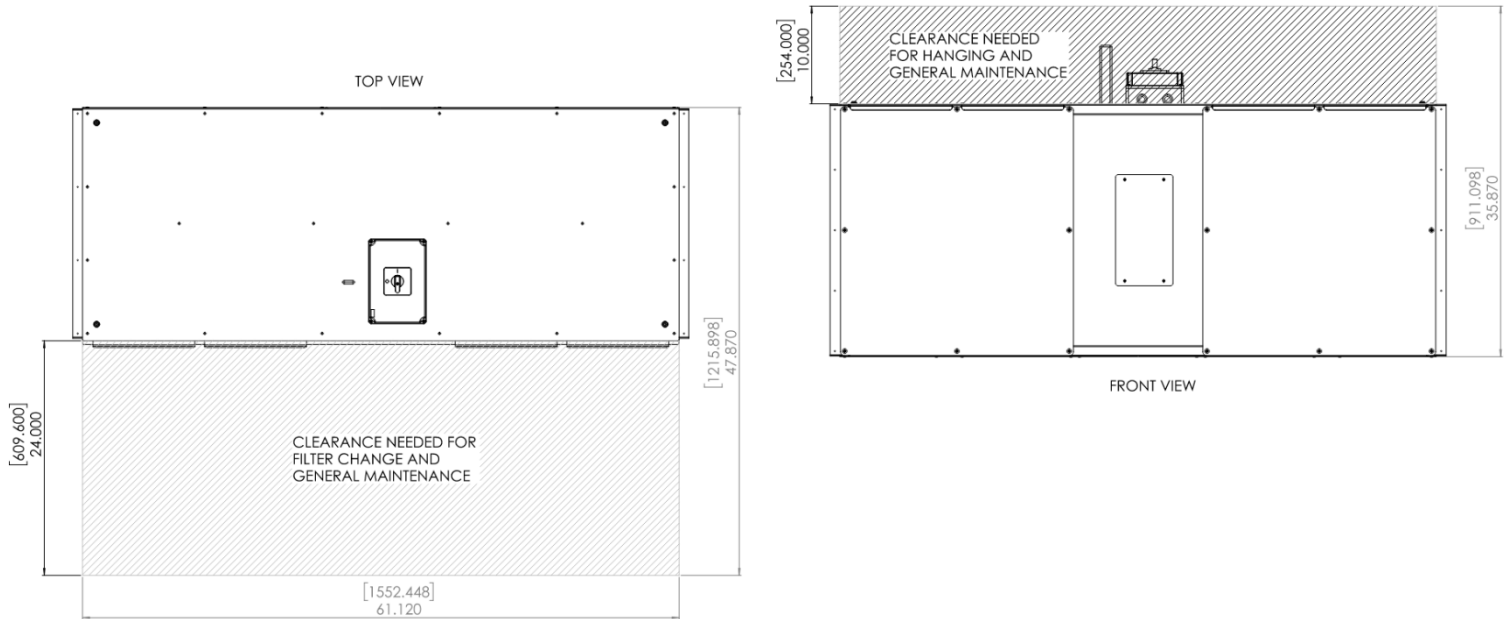 TOP VIEW
[609.600]
24.000
CLEARANCE NEEDED FOR
FILTER CHANGE AND
GENERAL MAINTENANCE
[1215.898]
47.870
[1552.448]
61.120
[254.000]
10.000
CLEARANCE NEEDED
FOR HANGING AND
GENERAL MAINTENANCE
[911.098]
35.870
FRONT VIEW